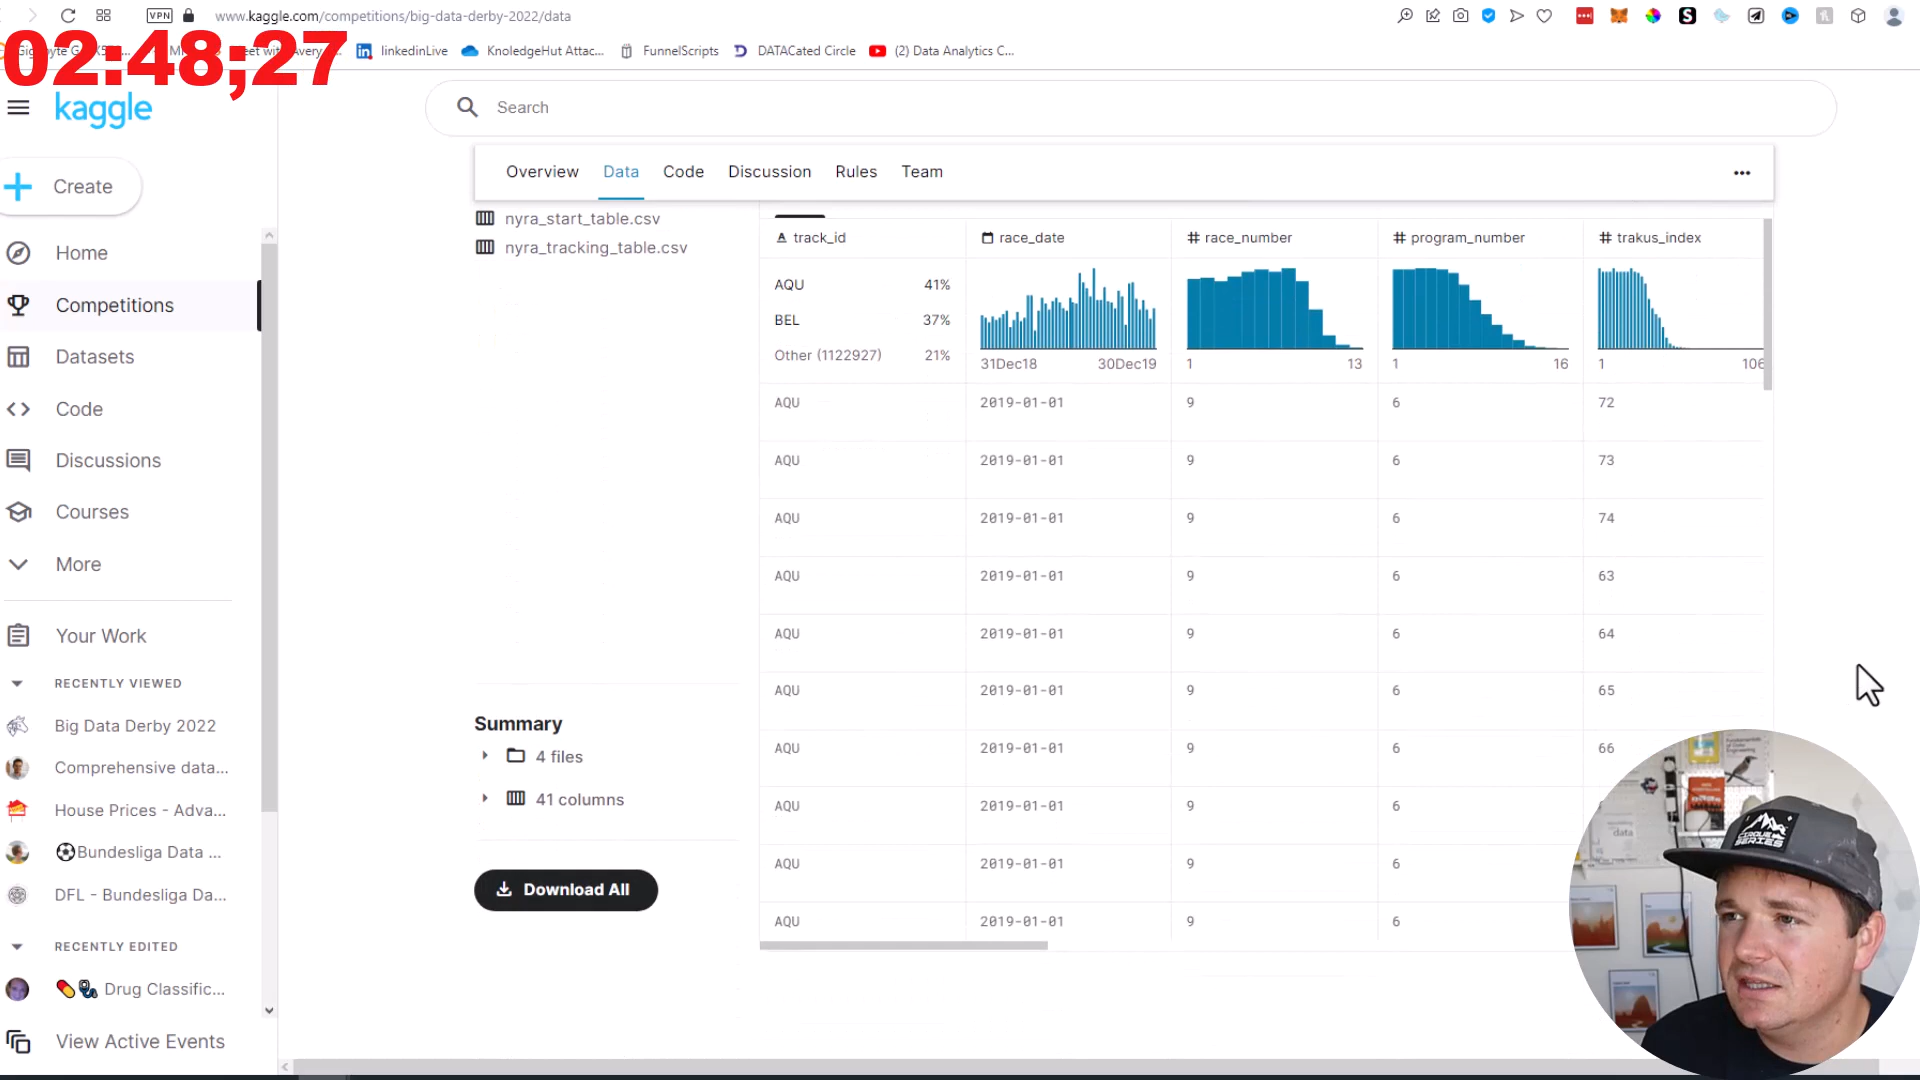 VPN
www.kaggle.com/competitions/big-data-derby-2022/data
02:48;27
linkedinLive
KnoledgeHut Attac...
FunnelScripts
DATACated Circle
(2) Data Analytics C...
kaggle
Search
Create
Overview
Data
Code
Discussion
Rules
Team
Home
Competitions
Datasets
Code
Discussions
Courses
More
Your Work
RECENTLY VIEWED
Big Data Derby 2022
Comprehensive data...
House Prices - Adva...
Bundesliga Data ...
DFL - Bundesliga Da...
RECENTLY EDITED
Drug Classific...
View Active Events
nyra_start_table.csv
nyra_tracking_table.csv
Summary
4 files
41 columns
Download All
track_id race_date race_number program_number trakus_index
AQU 41%
BEL 37%
Other (1122927) 21%
31Dec18 30Dec19 1 13 1 16 1 106
AQU 2019-01-01 9 6 72
AQU 2019-01-01 9 6 73
AQU 2019-01-01 9 6 74
AQU 2019-01-01 9 6 63
AQU 2019-01-01 9 6 64
AQU 2019-01-01 9 6 65
AQU 2019-01-01 9 6 66
AQU 2019-01-01 9 6
AQU 2019-01-01 9 6
AQU 2019-01-01 9 6